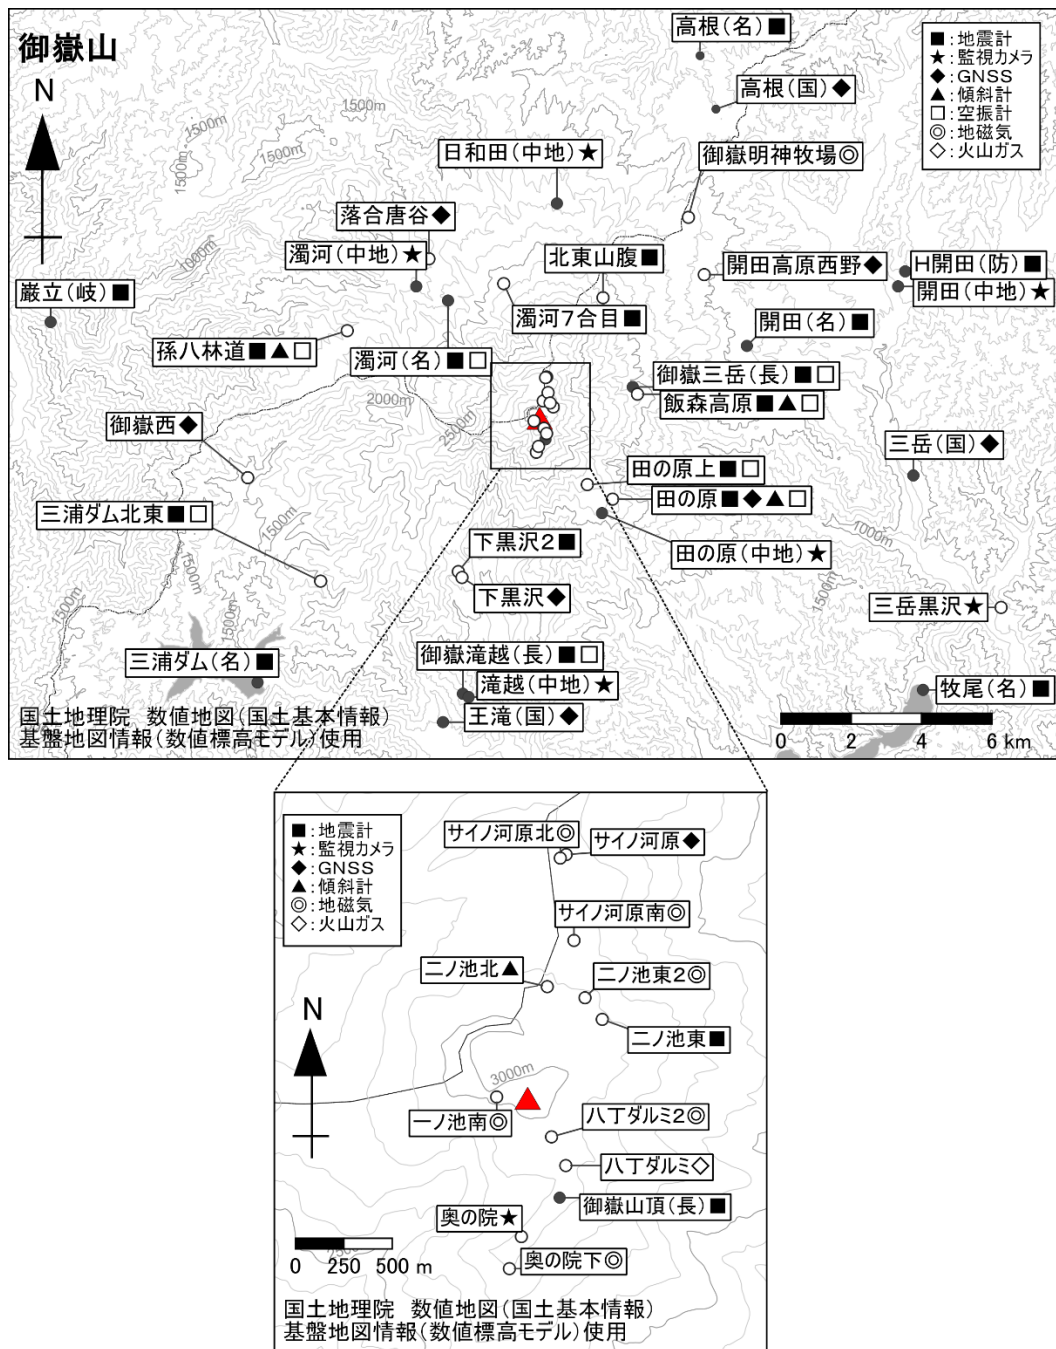 御嶽山
N
高根（名）■
■：地震計
★：監視カメラ
◆：GNSS
▲：傾斜計
□：空振計
◎：地磁気
◇：火山ガス
高根（国）◆
1500m
1500m
1500m
1500m
日和田（中地）★
御嶽明神牧場◎
落合唐谷◆
濁河（中地）★
1000m
北東山腹■
開田高原西野◆
H開田（防）■
開田（中地）★
巌立（岐）■
濁河７合目■
開田（名）■
孫八林道■▲□
濁河（名）■□
御嶽三岳（長）■□
飯森高原■▲□
2000m
2500m
御嶽西◆
三岳（国）◆
田の原上■□
田の原■◆▲□
三浦ダム北東■□
1500m
田の原（中地）★
1000m
下黒沢２■
下黒沢◆
1500m
1500m
1500m
1500m
三岳黒沢★
三浦ダム（名）■
御嶽滝越（長）■□
滝越（中地）★
王滝（国）◆
牧尾（名）■
国土地理院　数値地図（国土基本情報）
基盤地図情報（数値標高モデル）使用
0 2 4 6 km
■：地震計
★：監視カメラ
◆：GNSS
▲：傾斜計
◎：地磁気
◇：火山ガス
サイノ河原北◎
サイノ河原◆
サイノ河原南◎
二ノ池北▲
二ノ池東２◎
二ノ池東■
N
3000m
一ノ池南◎
八丁ダルミ２◎
八丁ダルミ◇
御嶽山頂（長）■
奥の院★
奥の院下◎
0 250 500 m
国土地理院　数値地図（国土基本情報）
基盤地図情報（数値標高モデル）使用